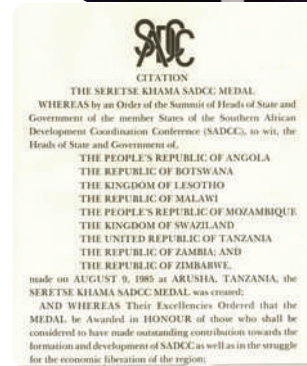 SADCC
CITATION
THE SERETSE KHAMA SADCC MEDAL
WHEREAS by an Order of the Summit of Heads of State and
Government of the member States of the Southern African
Development Coordination Conference (SADCC), to wit, the
Heads of State and Government of,
THE PEOPLE'S REPUBLIC OF ANGOLA
THE REPUBLIC OF BOTSWANA
THE KINGDOM OF LESOTHO
THE REPUBLIC OF MALAWI
THE PEOPLE'S REPUBLIC OF MOZAMBIQUE
THE KINGDOM OF SWAZILAND
THE UNITED REPUBLIC OF TANZANIA
THE REPUBLIC OF ZAMBIA; AND
THE REPUBLIC OF ZIMBABWE,
made on AUGUST 9, 1985 at ARUSHA, TANZANIA, the
SERETSE KHAMA SADCC MEDAL was created;
AND WHEREAS Their Excellencies Ordered that the
MEDAL be Awarded in HONOUR of those who shall be
considered to have made outstanding contribution towards the
formation and development of SADCC as well as in the struggle
for the economic liberation of the region;